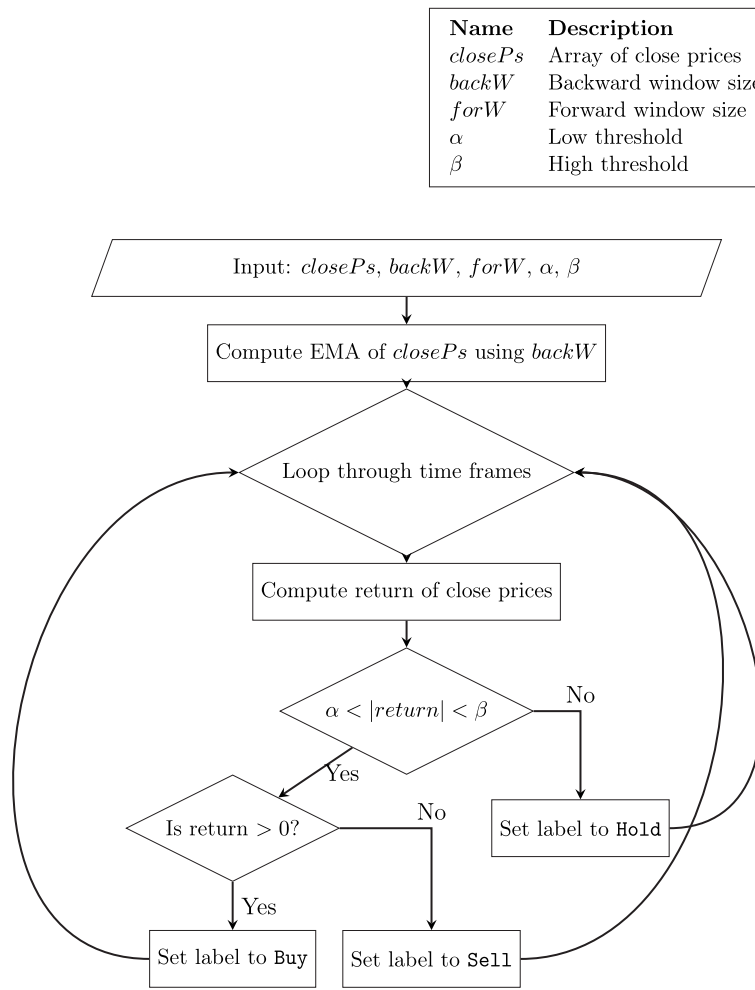 Name Description
closePs Array of close prices
backW Backward window size
forW Forward window size
α Low threshold
β High threshold
Input: closePs, backW, forW, α, β
Compute EMA of closePs using backW
Loop through time frames
Compute return of close prices
α < |return| < β
No
Yes
Is return > 0?
No
Set label to Hold
Yes
Set label to Buy
Set label to Sell